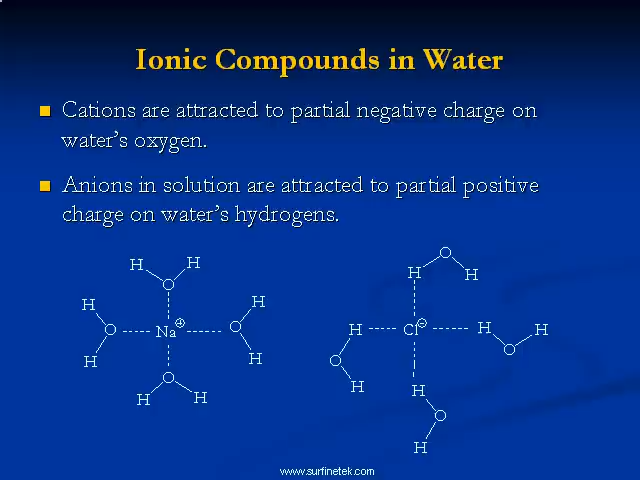 Ionic Compounds in Water
Cations are attracted to partial negative charge on
water's oxygen.
Anions in solution are attracted to partial positive
charge on water's hydrogens.
H H
O
H H
O Na⊕ O
H H
O
H H
O
H H
H Cl⊖ H H
O O
H H
O
H
www.surfinetek.com